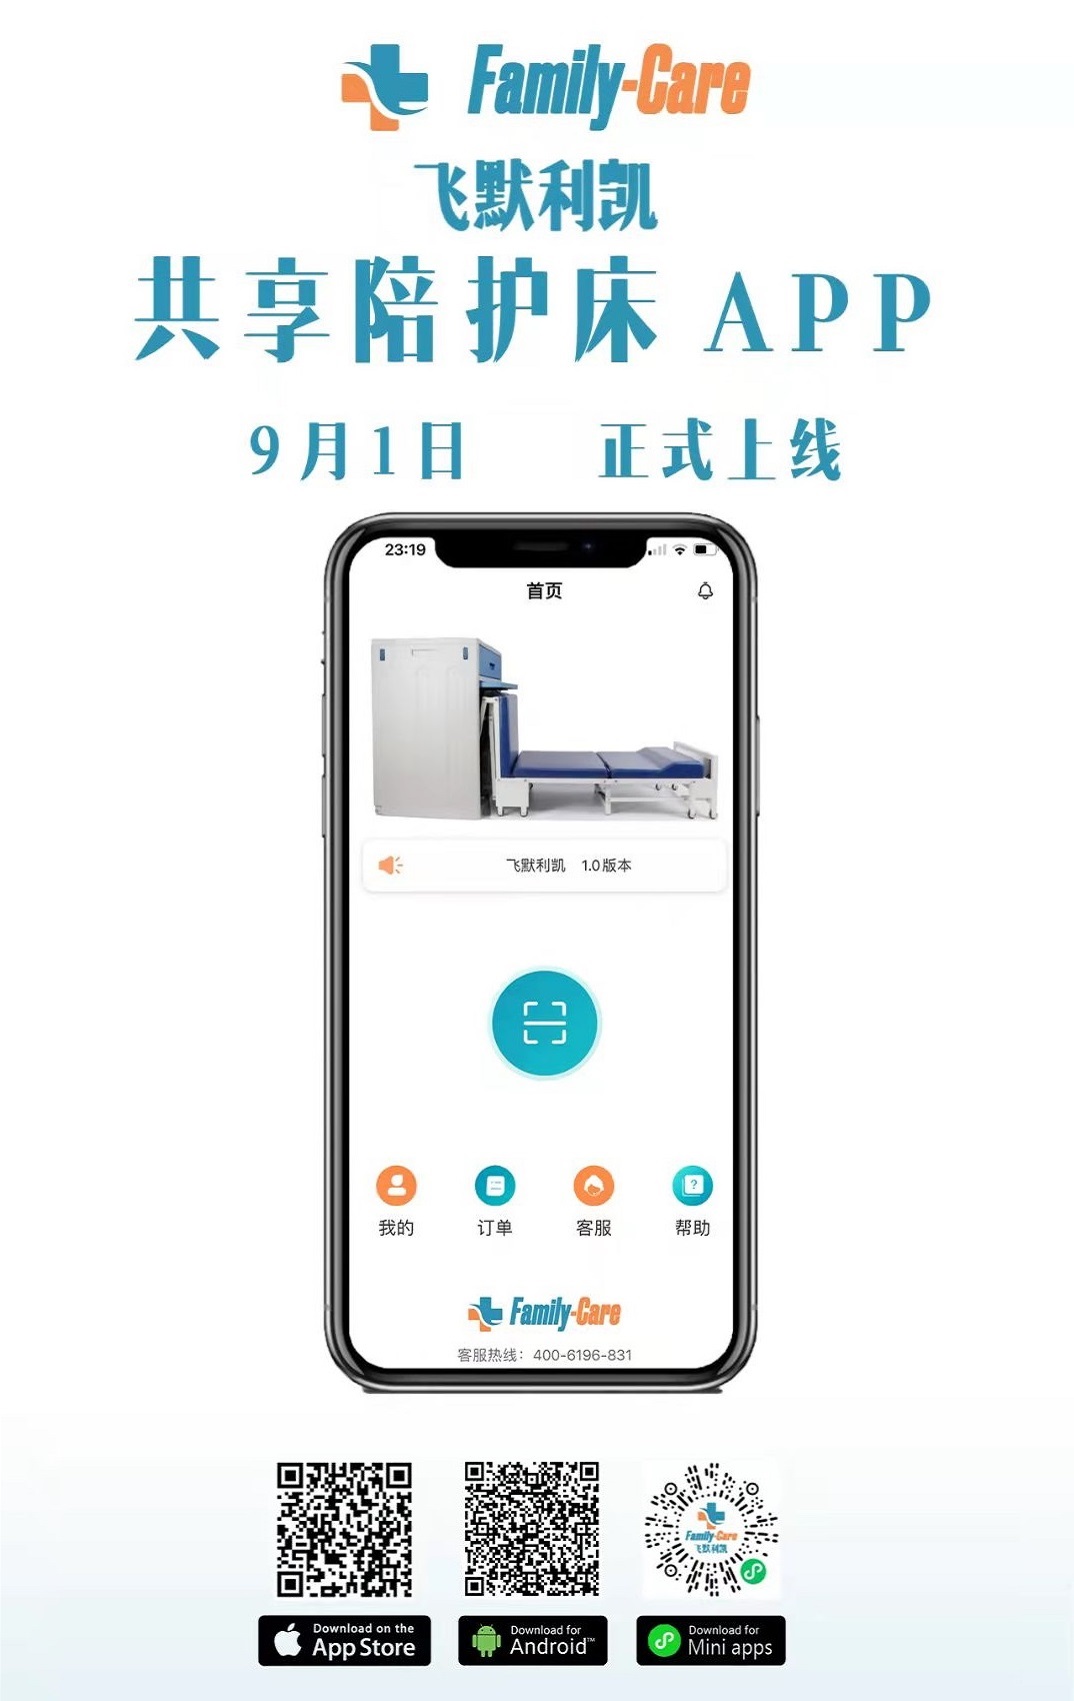 Family-Care
飞默利凯
共享陪护床 APP
9月1日 正式上线
23:19
首页
飞默利凯 1.0版本
我的 订单 客服 帮助
Family-Care
客服热线：400-6196-831
Family-Care
飞默利凯
Download on the
App Store
Download for
Android™
Download for
Mini apps